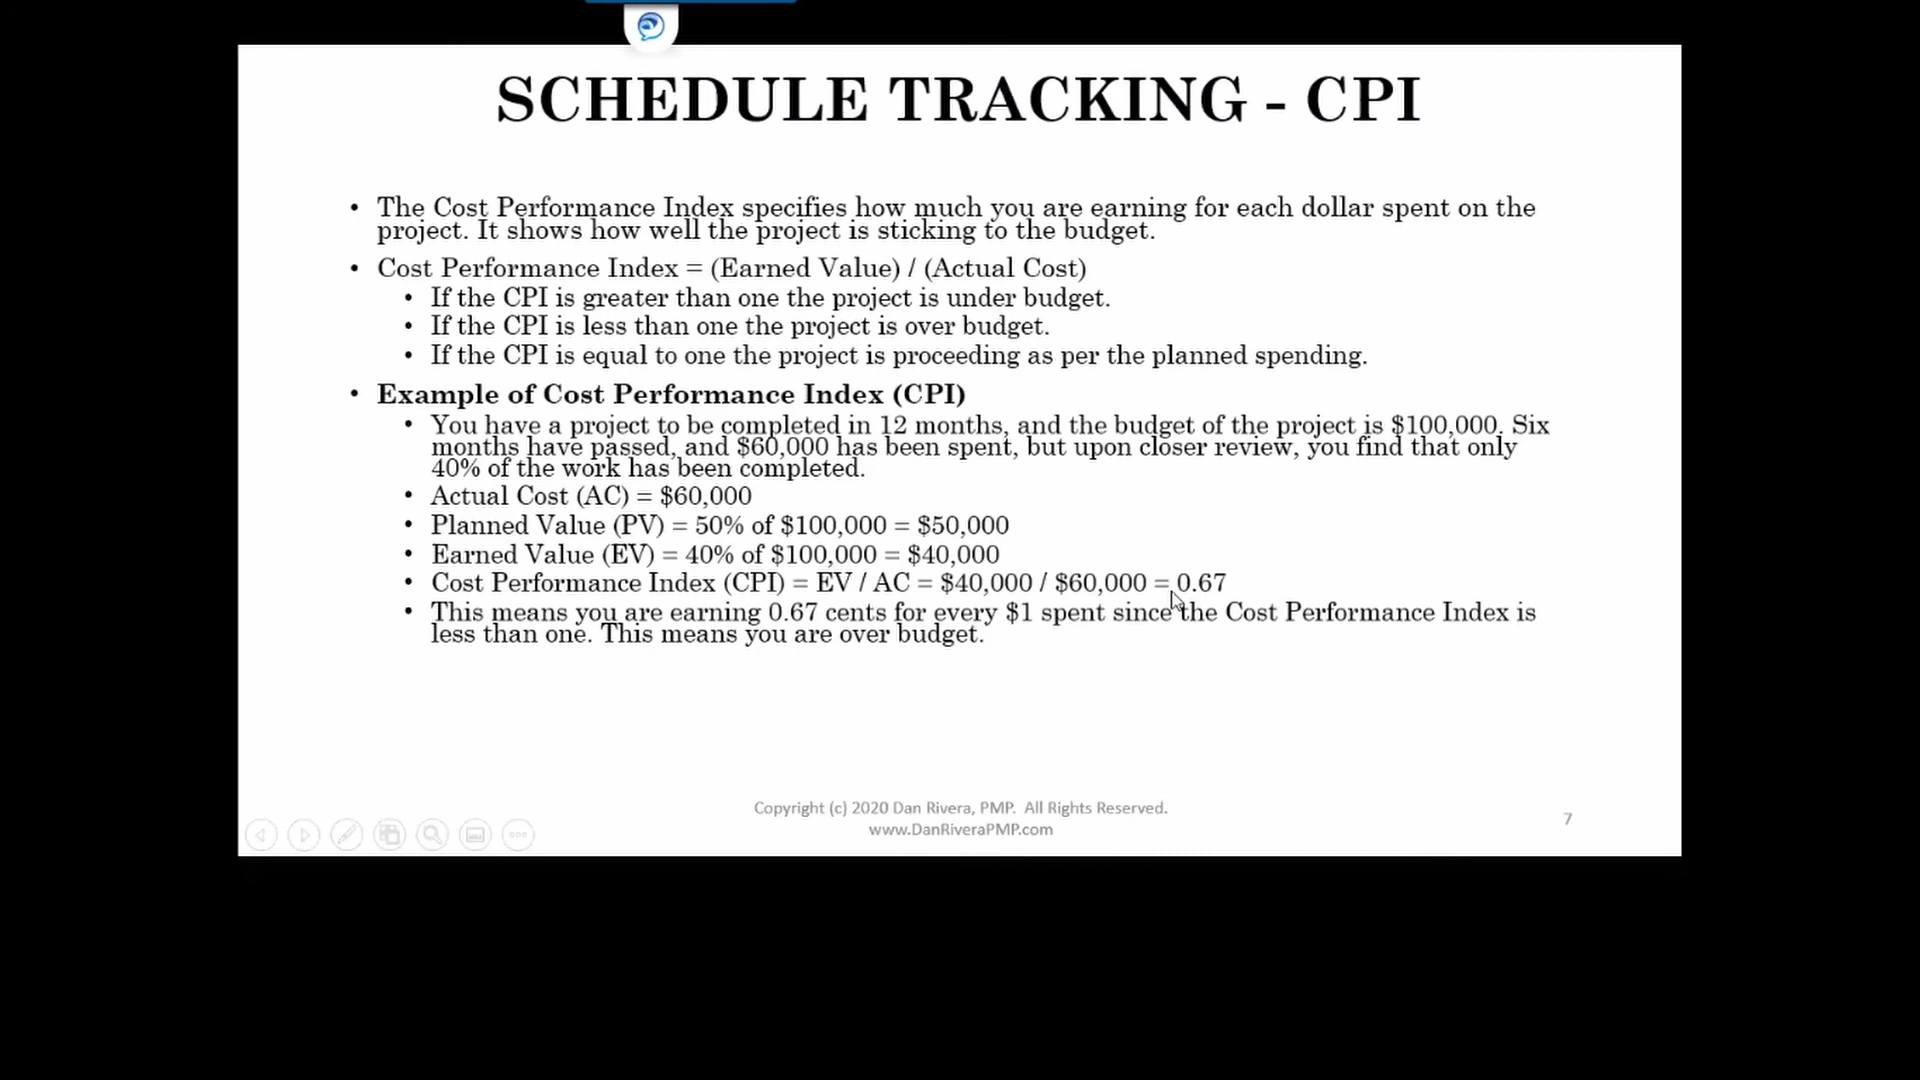 SCHEDULE TRACKING - CPI
• The Cost Performance Index specifies how much you are earning for each dollar spent on the
project. It shows how well the project is sticking to the budget.
• Cost Performance Index = (Earned Value) / (Actual Cost)
• If the CPI is greater than one the project is under budget.
• If the CPI is less than one the project is over budget.
• If the CPI is equal to one the project is proceeding as per the planned spending.
• Example of Cost Performance Index (CPI)
• You have a project to be completed in 12 months, and the budget of the project is $100,000. Six
months have passed, and $60,000 has been spent, but upon closer review, you find that only
40% of the work has been completed.
• Actual Cost (AC) = $60,000
• Planned Value (PV) = 50% of $100,000 = $50,000
• Earned Value (EV) = 40% of $100,000 = $40,000
• Cost Performance Index (CPI) = EV / AC = $40,000 / $60,000 = 0.67
• This means you are earning 0.67 cents for every $1 spent since the Cost Performance Index is
less than one. This means you are over budget.
Copyright (c) 2020 Dan Rivera, PMP. All Rights Reserved.
www.DanRiveraPMP.com
7